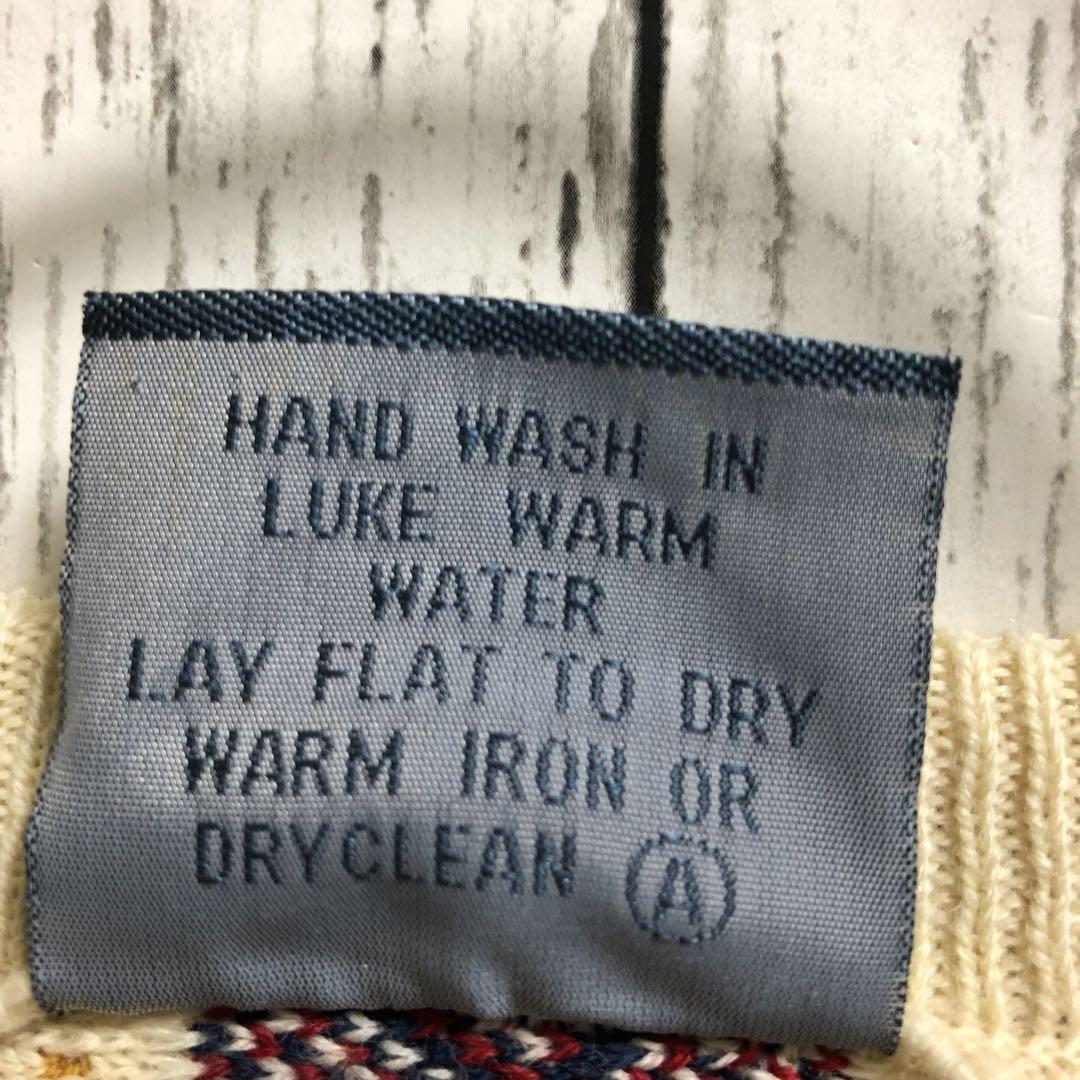 HAND WASH IN
LUKE WARM
WATER
LAY FLAT TO DRY
WARM IRON OR
DRYCLEAN Ⓐ